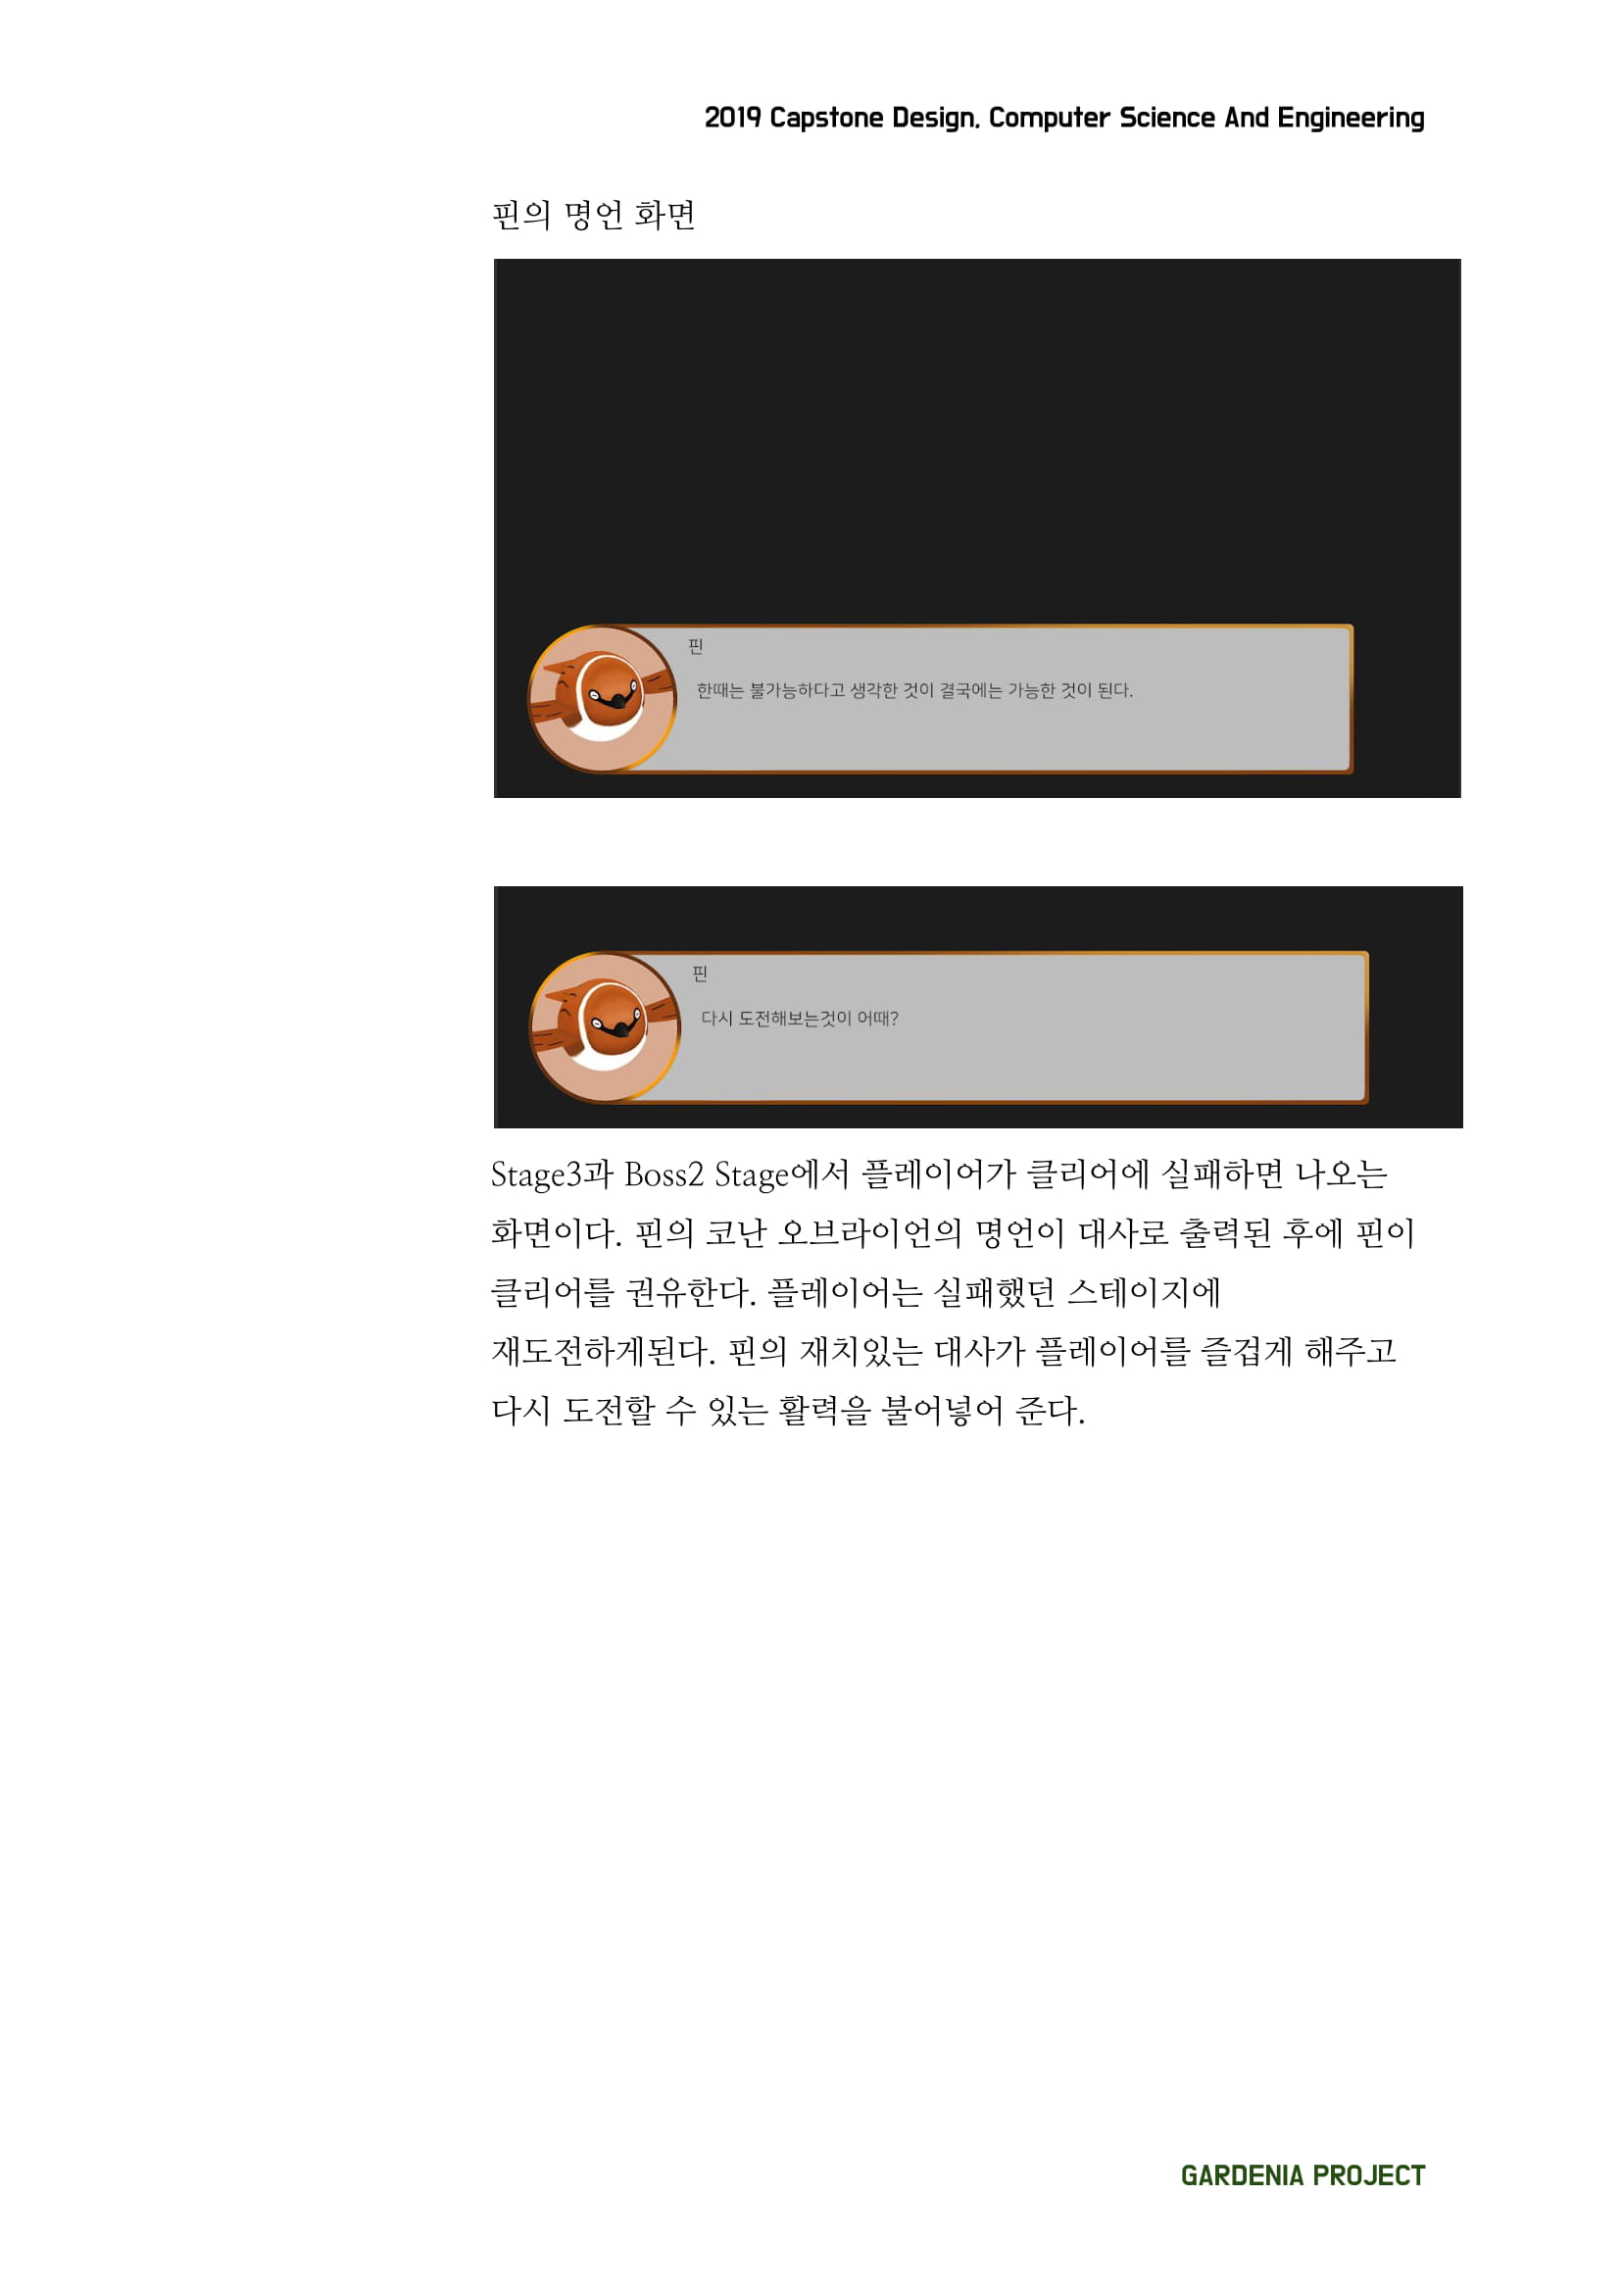 2019 Capstone Design, Computer Science And Engineering
핀의 명언 화면
핀
한때는 불가능하다고 생각한 것이 결국에는 가능한 것이 된다.
핀
다시 도전해보는것이 어때?
Stage3과 Boss2 Stage에서 플레이어가 클리어에 실패하면 나오는
화면이다. 핀의 코난 오브라이언의 명언이 대사로 출력된 후에 핀이
클리어를 권유한다. 플레이어는 실패했던 스테이지에
재도전하게된다. 핀의 재치있는 대사가 플레이어를 즐겁게 해주고
다시 도전할 수 있는 활력을 불어넣어 준다.
GARDENIA PROJECT